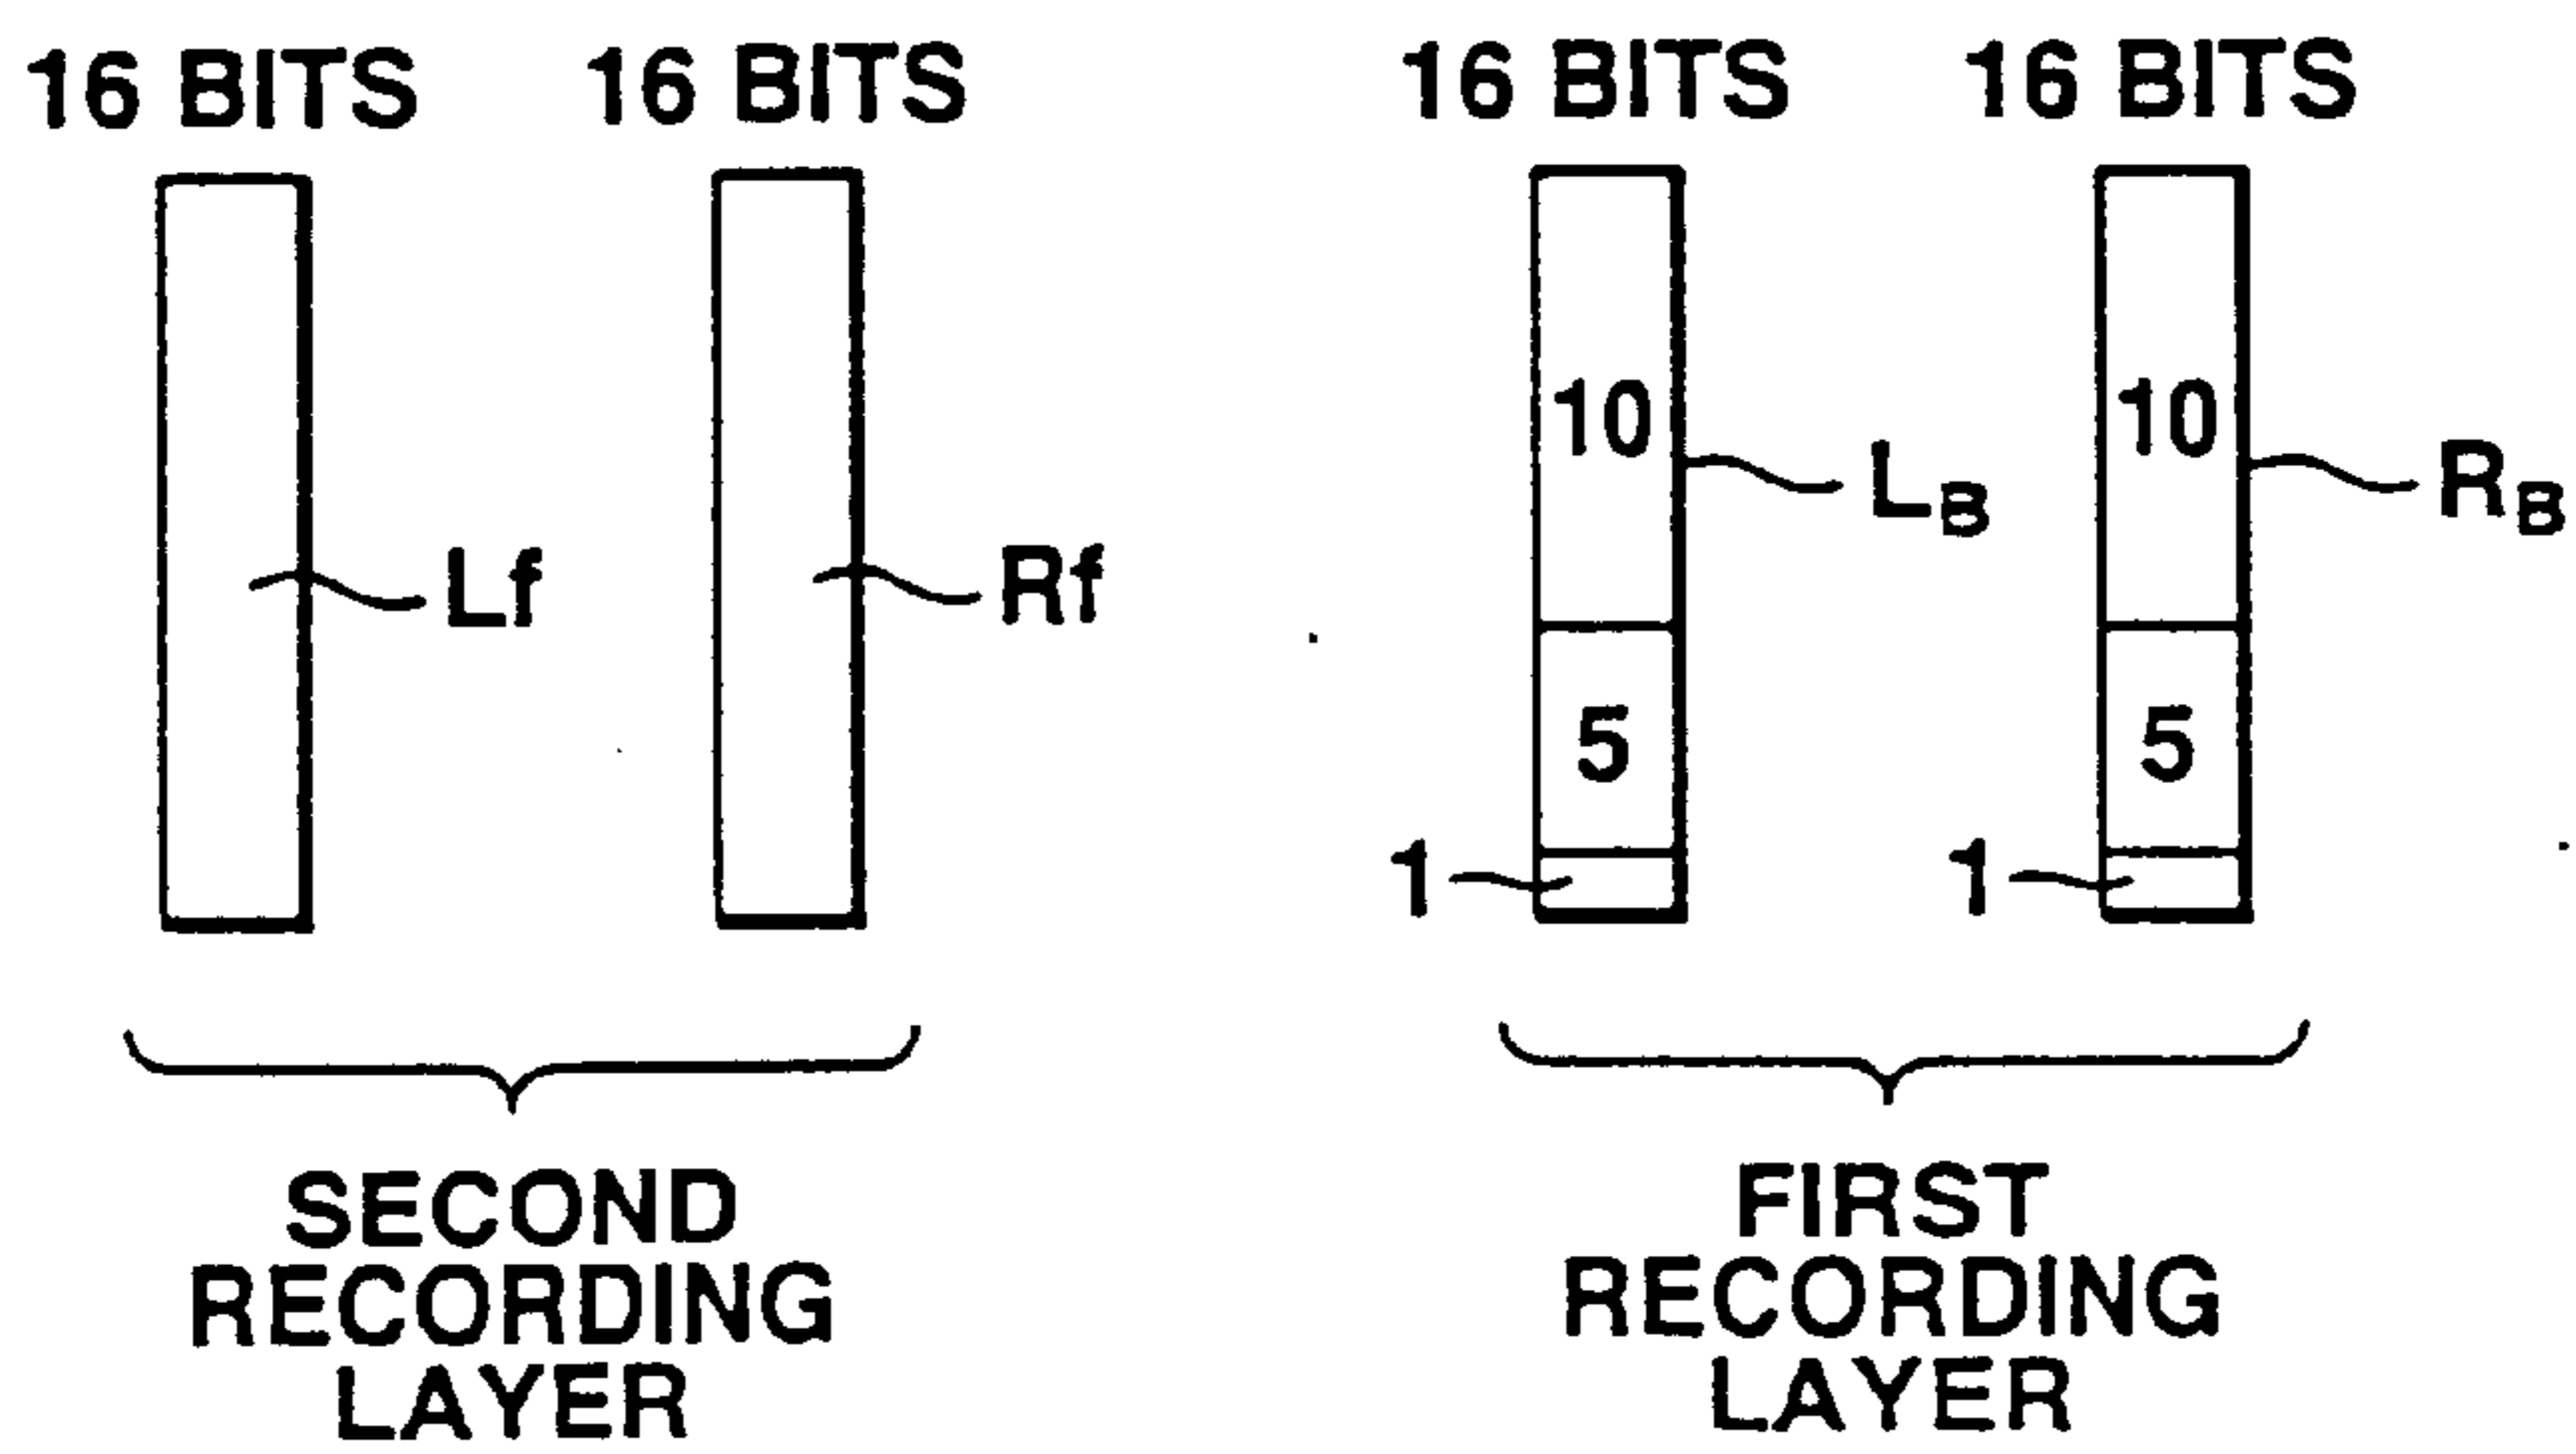 16 BITS 16 BITS 16 BITS 16 BITS
10 10
LB RB
Lf Rf
5 5
1 1
SECOND
RECORDING
LAYER
FIRST
RECORDING
LAYER